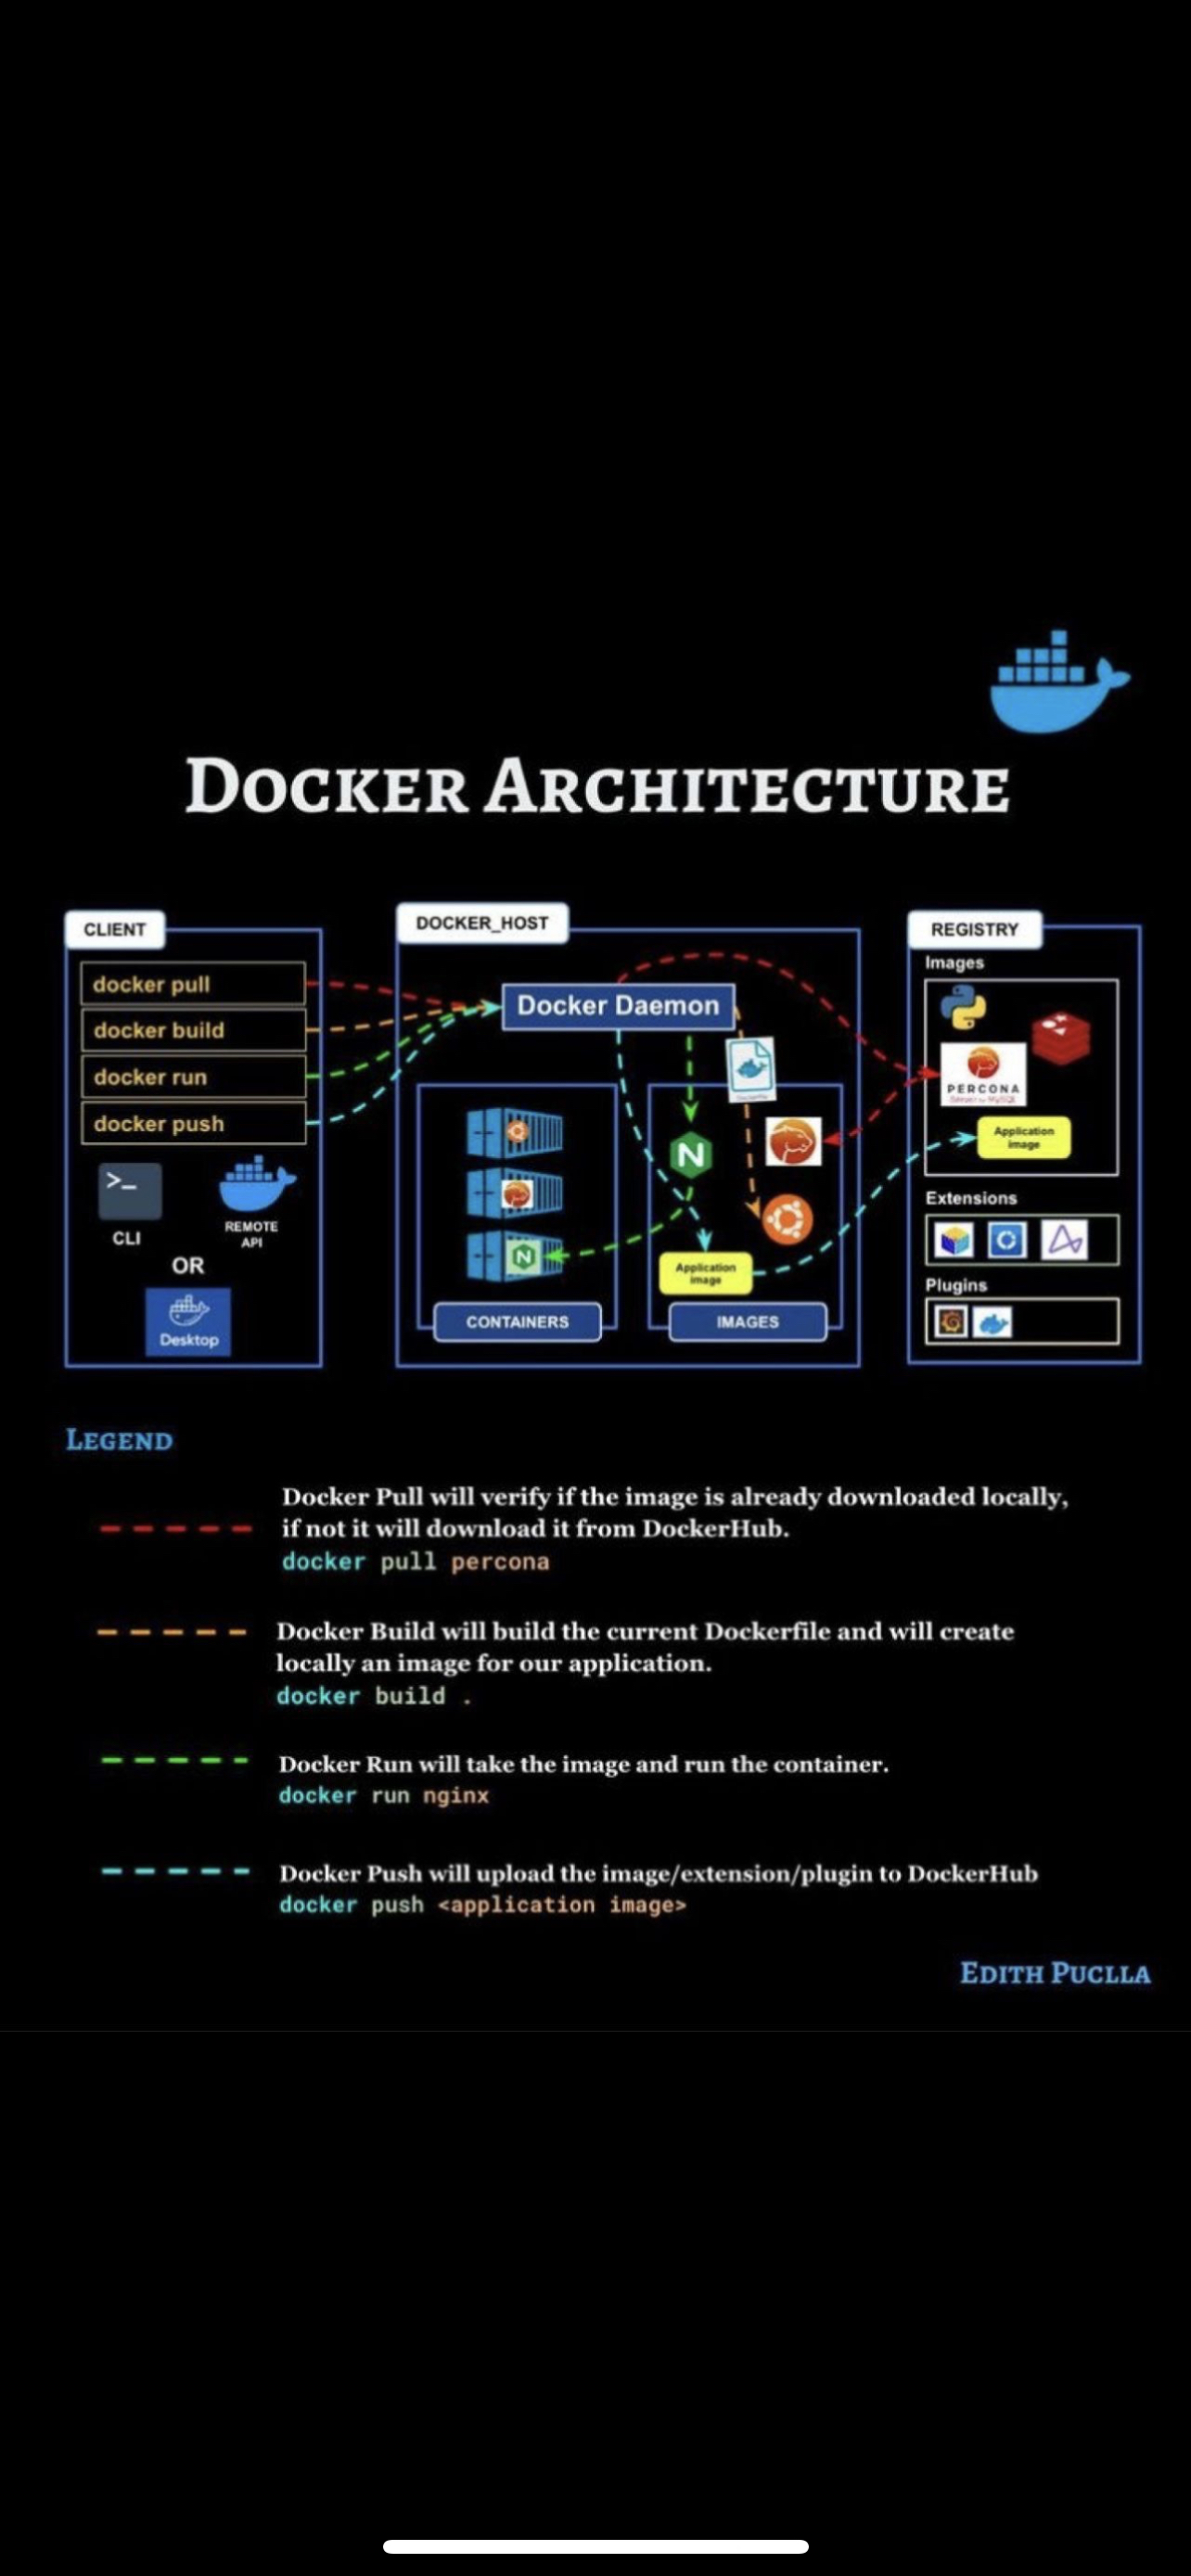 DOCKER ARCHITECTURE
CLIENT
docker pull
docker build
docker run
docker push
>_
CLI
REMOTE
API
OR
Desktop
DOCKER_HOST
Docker Daemon
CONTAINERS
N
N
Application
image
IMAGES
REGISTRY
Images
PERCONA
Application
image
Extensions
Plugins
LEGEND
Docker Pull will verify if the image is already downloaded locally,
if not it will download it from DockerHub.
docker pull percona
Docker Build will build the current Dockerfile and will create
locally an image for our application.
docker build .
Docker Run will take the image and run the container.
docker run nginx
Docker Push will upload the image/extension/plugin to DockerHub
docker push <application image>
EDITH PUCLLA